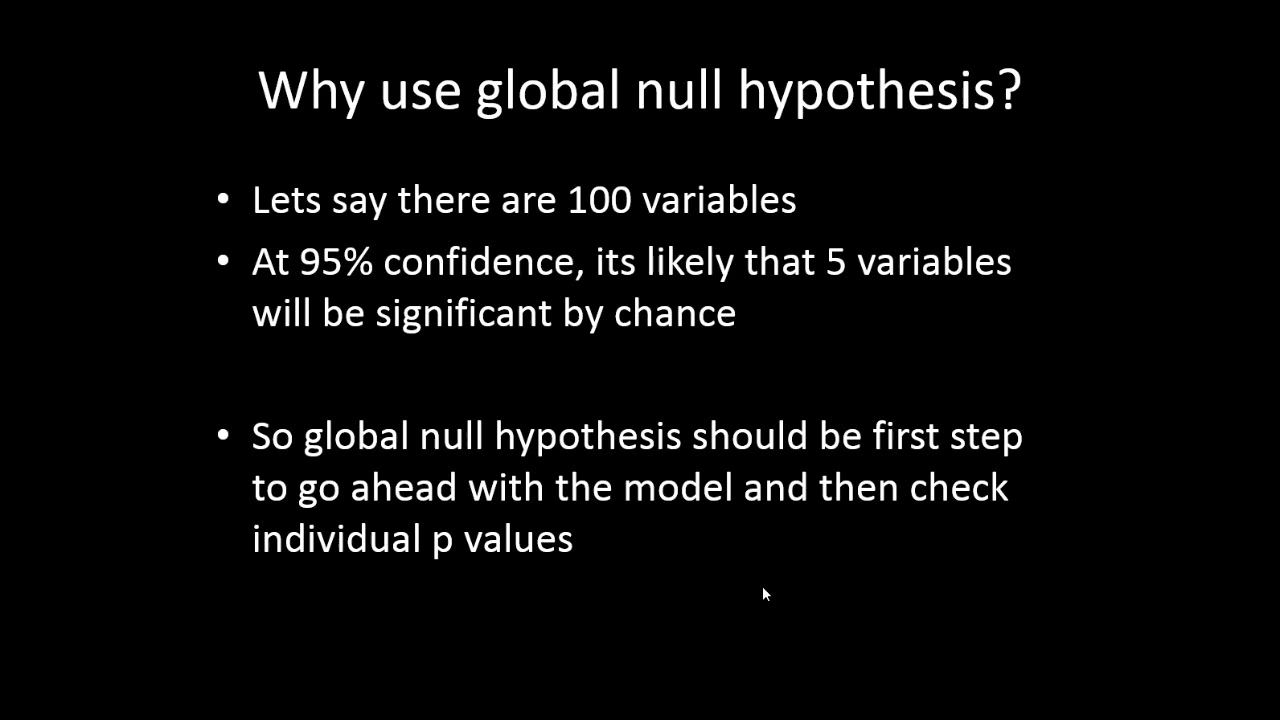 Why use global null hypothesis?
• Lets say there are 100 variables
• At 95% confidence, its likely that 5 variables
will be significant by chance
• So global null hypothesis should be first step
to go ahead with the model and then check
individual p values